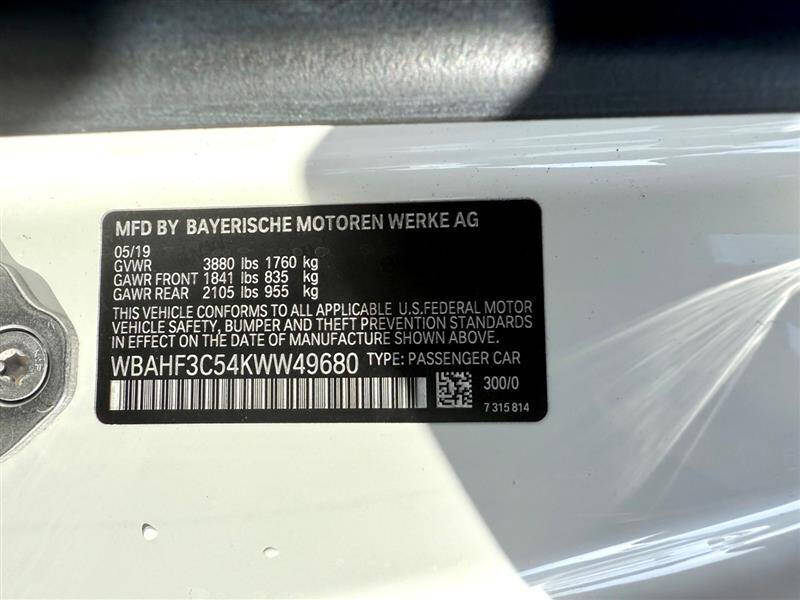 MFD BY BAYERISCHE MOTOREN WERKE AG
05/19
GVWR 3880 lbs 1760 kg
GAWR FRONT 1841 lbs 835 kg
GAWR REAR 2105 lbs 955 kg
THIS VEHICLE CONFORMS TO ALL APPLICABLE U.S.FEDERAL MOTOR
VEHICLE SAFETY, BUMPER AND THEFT PREVENTION STANDARDS
IN EFFECT ON THE DATE OF MANUFACTURE SHOWN ABOVE.
WBAHF3C54KWW49680 TYPE: PASSENGER CAR
300/0
7 315 814